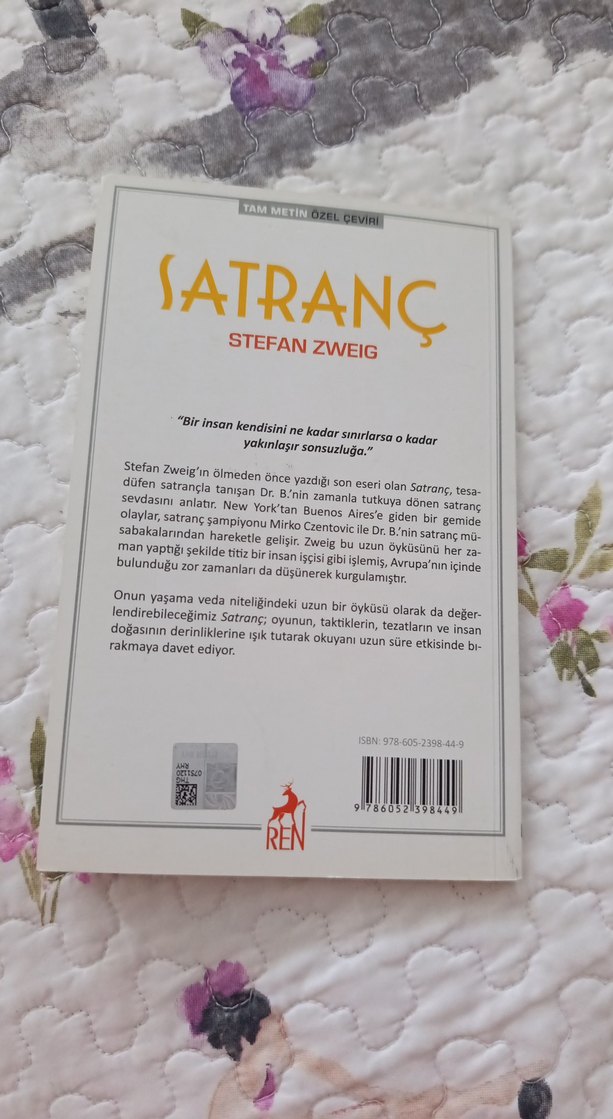 TAM METİN ÖZEL ÇEVİRİ
SATRANÇ
STEFAN ZWEIG
“Bir insan kendisini ne kadar sınırlarsa o kadar
yakınlaşır sonsuzluğa.”
Stefan Zweig’ın ölmeden önce yazdığı son eseri olan Satranç, tesa-
düfen satrançla tanışan Dr. B.’nin zamanla tutkuya dönen satranç
sevdasını anlatır. New York’tan Buenos Aires’e giden bir gemide
olaylar, satranç şampiyonu Mirko Czentovic ile Dr. B.’nin satranç mü-
sabakalarından hareketle gelişir. Zweig bu uzun öyküsünü her za-
man yaptığı şekilde titiz bir insan işçisi gibi işlemiş, Avrupa’nın içinde
bulunduğu zor zamanları da düşünerek kurgulamıştır.
Onun yaşama veda niteliğindeki uzun bir öyküsü olarak da değer-
lendirebileceğimiz Satranç; oyunun, taktiklerin, tezatların ve insan
doğasının derinliklerine ışık tutarak okuyanı uzun süre etkisinde bı-
rakmaya davet ediyor.
ISBN: 978-605-2398-44-9
9 786052 398449
THG
0751120
RHY
REN